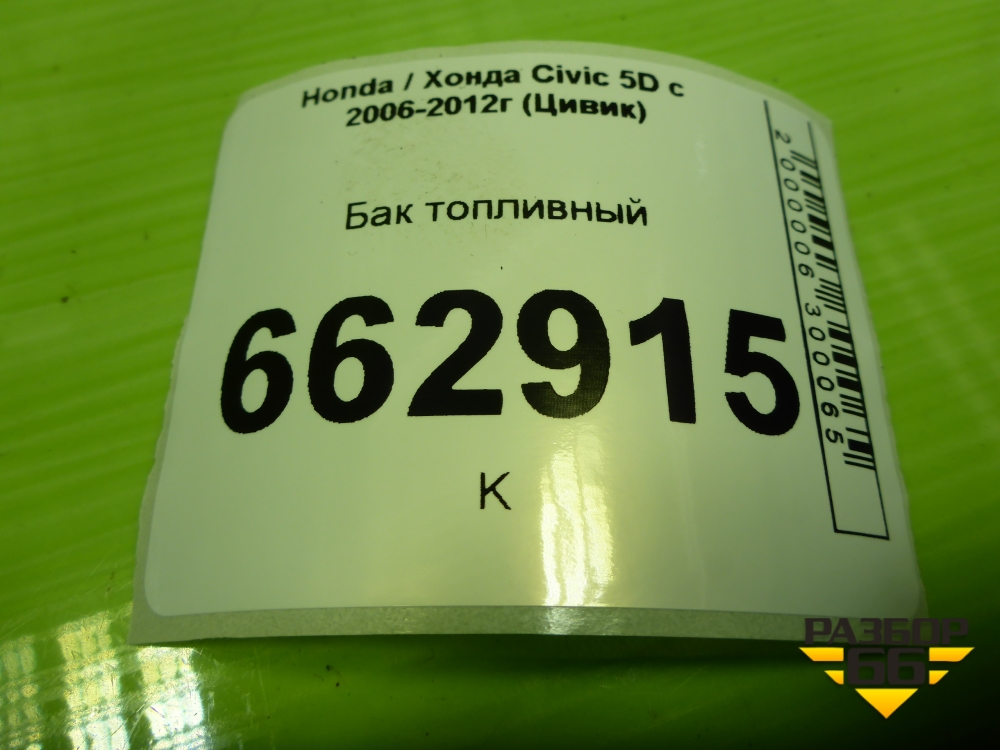 Honda / Хонда Civic 5D с
2006-2012г (Цивик)
Бак топливный
662915
К
2000006300065
РАЗБОР
66